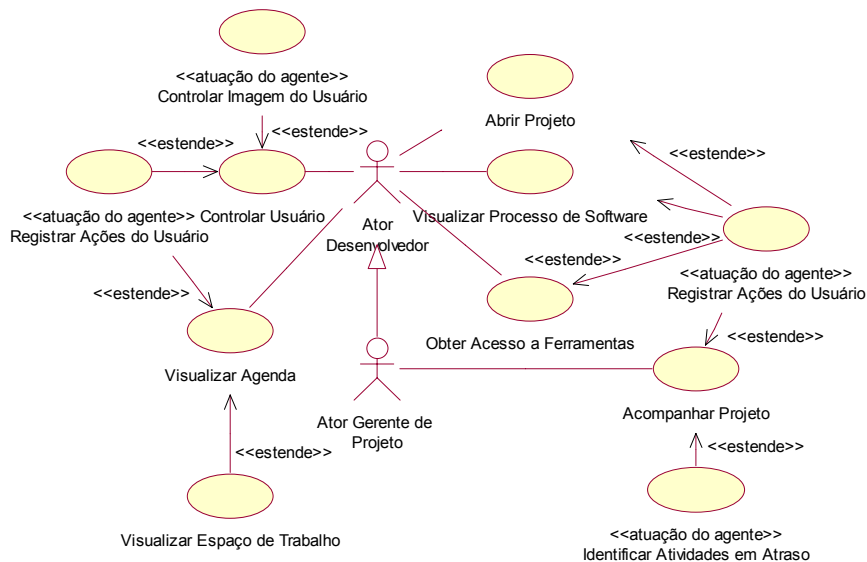 <<atuação do agente>>
Controlar Imagem do Usuário
<<estende>>
Abrir Projeto
<<estende>>
<<estende>>
<<atuação do agente>>
Registrar Ações do Usuário
Controlar Usuário
Ator
Desenvolvedor
Visualizar Processo de Software
<<estende>>
<<estende>>
<<estende>>
<<atuação do agente>>
Registrar Ações do Usuário
<<estende>>
Visualizar Agenda
Obter Acesso a Ferramentas
Ator Gerente de
Projeto
Acompanhar Projeto
<<estende>>
<<estende>>
Visualizar Espaço de Trabalho
<<atuação do agente>>
Identificar Atividades em Atraso